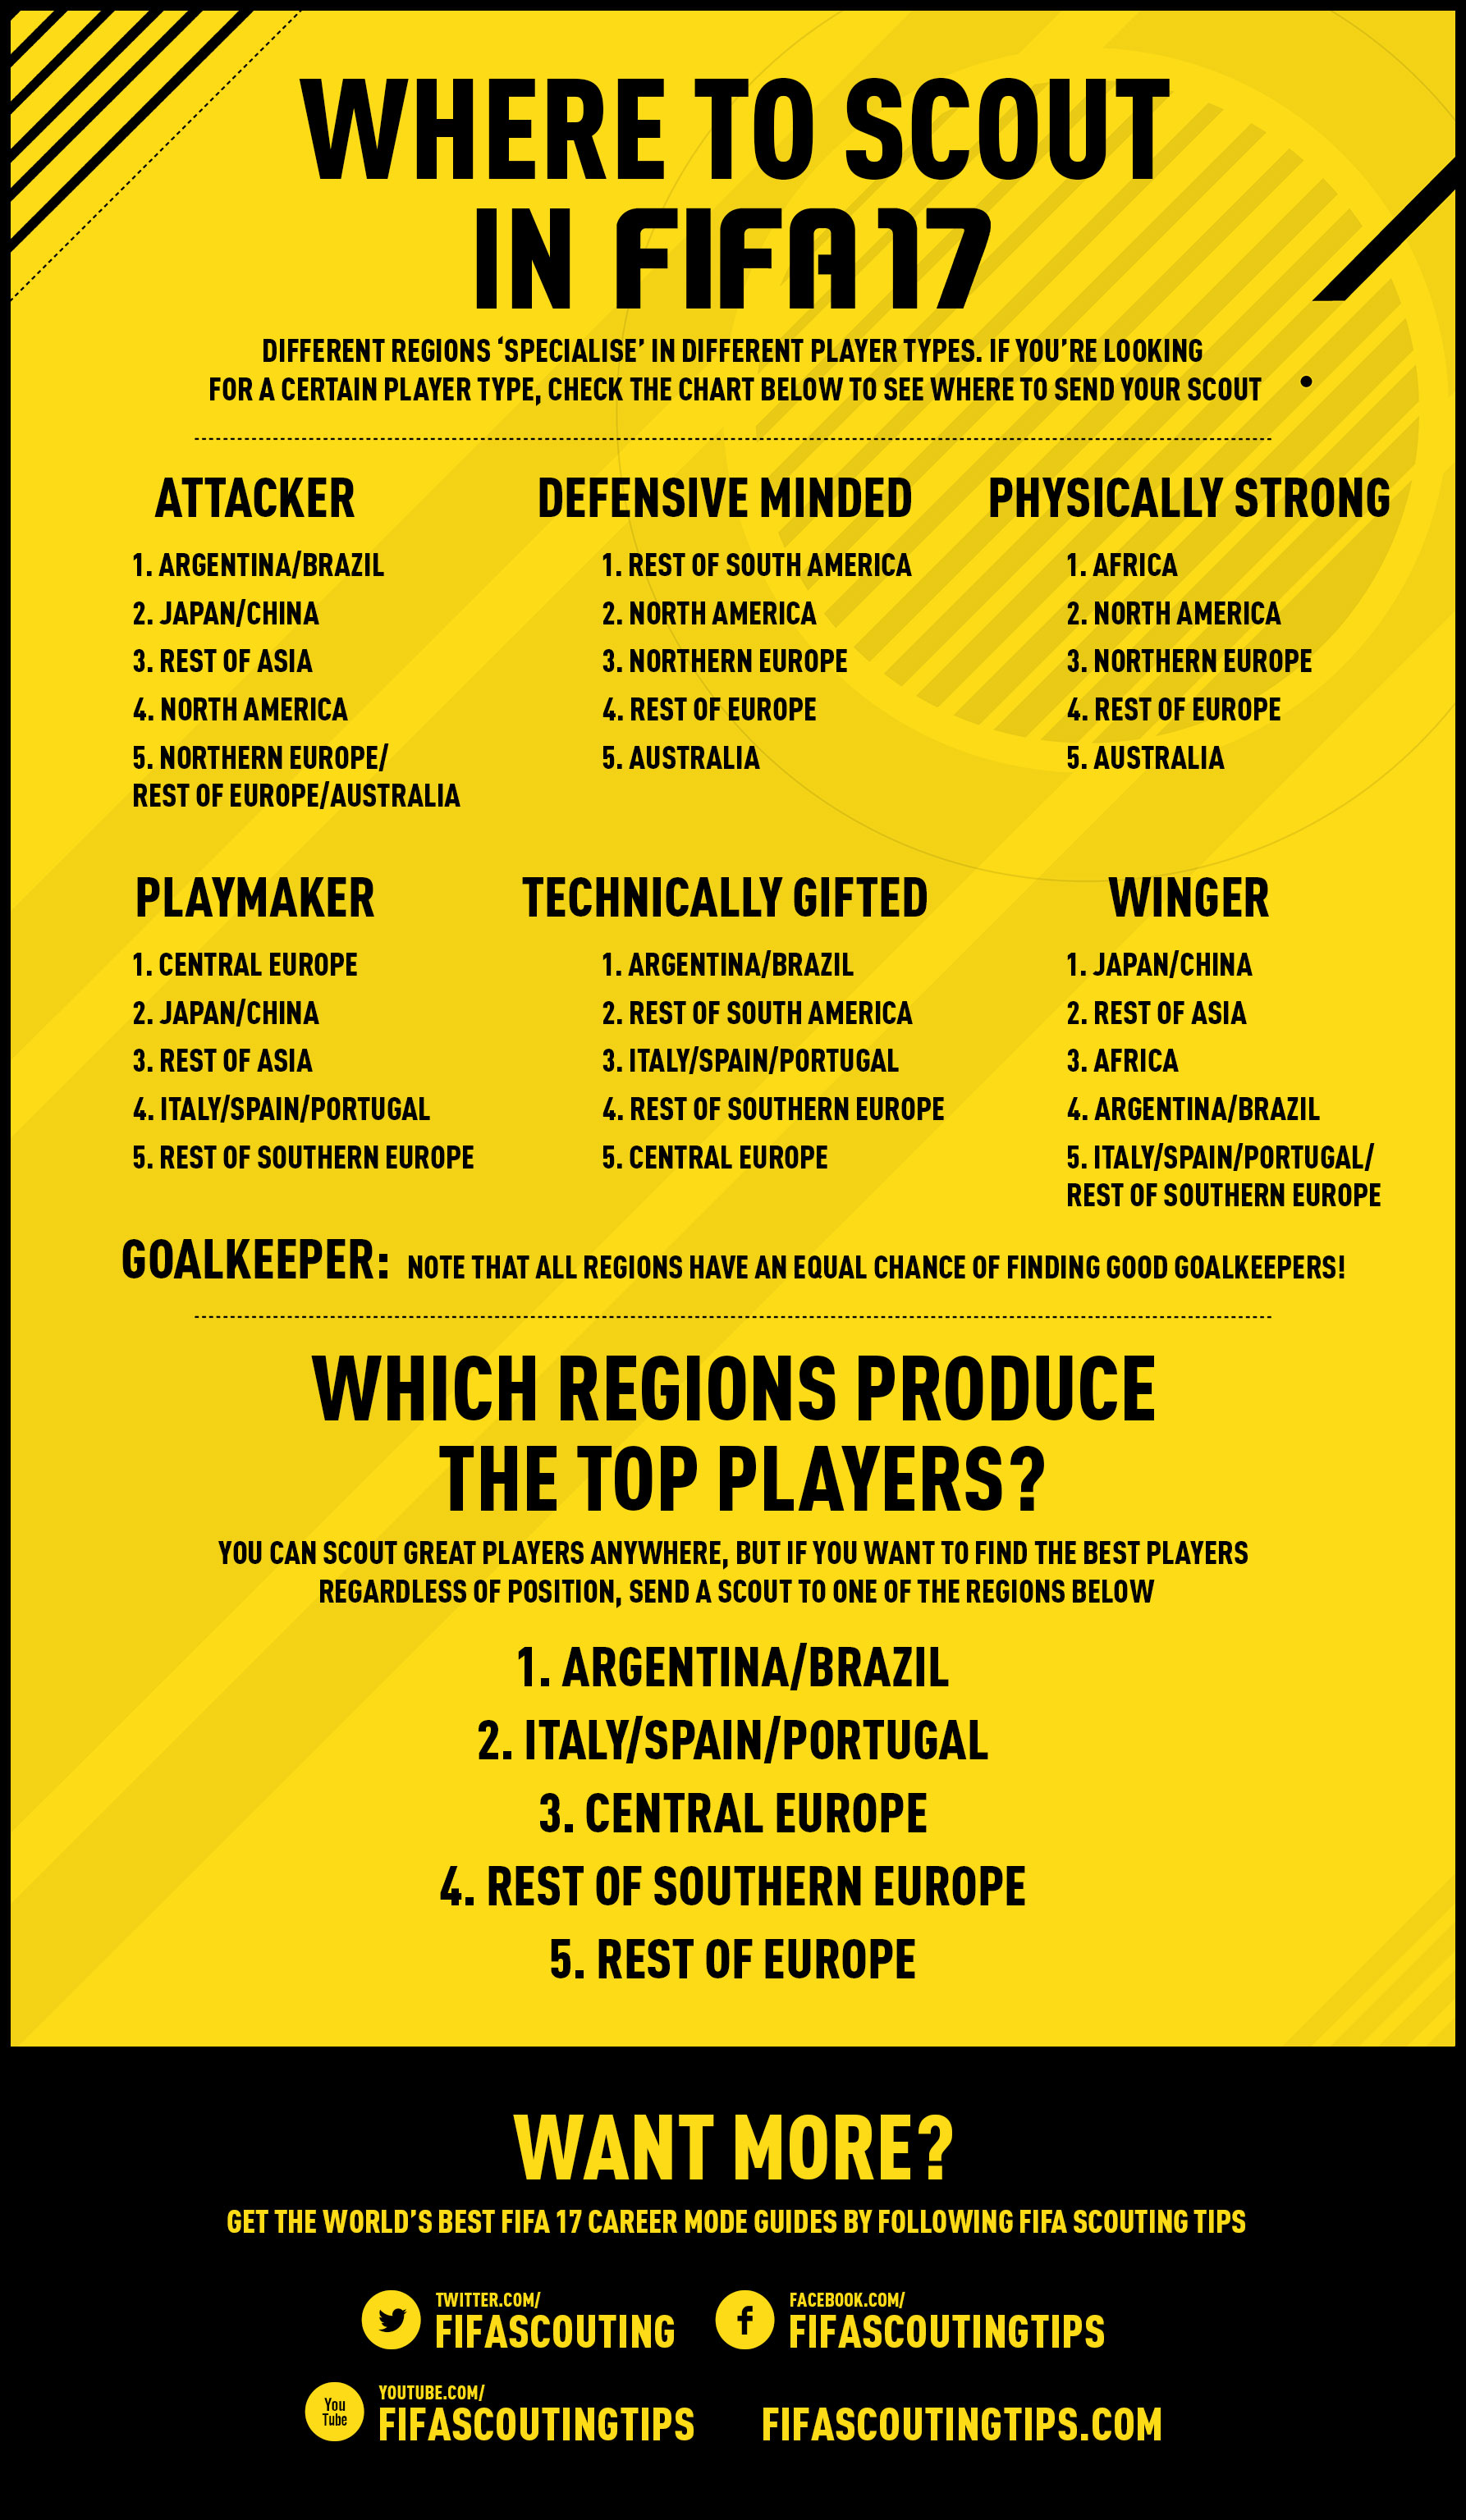 WHERE TO SCOUT
IN FIFA 17
DIFFERENT REGIONS ‘SPECIALISE’ IN DIFFERENT PLAYER TYPES. IF YOU’RE LOOKING
FOR A CERTAIN PLAYER TYPE, CHECK THE CHART BELOW TO SEE WHERE TO SEND YOUR SCOUT
ATTACKER
1. ARGENTINA/BRAZIL
2. JAPAN/CHINA
3. REST OF ASIA
4. NORTH AMERICA
5. NORTHERN EUROPE/
REST OF EUROPE/AUSTRALIA
DEFENSIVE MINDED
1. REST OF SOUTH AMERICA
2. NORTH AMERICA
3. NORTHERN EUROPE
4. REST OF EUROPE
5. AUSTRALIA
PHYSICALLY STRONG
1. AFRICA
2. NORTH AMERICA
3. NORTHERN EUROPE
4. REST OF EUROPE
5. AUSTRALIA
PLAYMAKER
1. CENTRAL EUROPE
2. JAPAN/CHINA
3. REST OF ASIA
4. ITALY/SPAIN/PORTUGAL
5. REST OF SOUTHERN EUROPE
TECHNICALLY GIFTED
1. ARGENTINA/BRAZIL
2. REST OF SOUTH AMERICA
3. ITALY/SPAIN/PORTUGAL
4. REST OF SOUTHERN EUROPE
5. CENTRAL EUROPE
WINGER
1. JAPAN/CHINA
2. REST OF ASIA
3. AFRICA
4. ARGENTINA/BRAZIL
5. ITALY/SPAIN/PORTUGAL/
REST OF SOUTHERN EUROPE
GOALKEEPER: NOTE THAT ALL REGIONS HAVE AN EQUAL CHANCE OF FINDING GOOD GOALKEEPERS!
WHICH REGIONS PRODUCE
THE TOP PLAYERS?
YOU CAN SCOUT GREAT PLAYERS ANYWHERE, BUT IF YOU WANT TO FIND THE BEST PLAYERS
REGARDLESS OF POSITION, SEND A SCOUT TO ONE OF THE REGIONS BELOW
1. ARGENTINA/BRAZIL
2. ITALY/SPAIN/PORTUGAL
3. CENTRAL EUROPE
4. REST OF SOUTHERN EUROPE
5. REST OF EUROPE
WANT MORE?
GET THE WORLD’S BEST FIFA 17 CAREER MODE GUIDES BY FOLLOWING FIFA SCOUTING TIPS
TWITTER.COM/
FIFASCOUTING
FACEBOOK.COM/
FIFASCOUTINGTIPS
You
Tube
YOUTUBE.COM/
FIFASCOUTINGTIPS
FIFASCOUTINGTIPS.COM